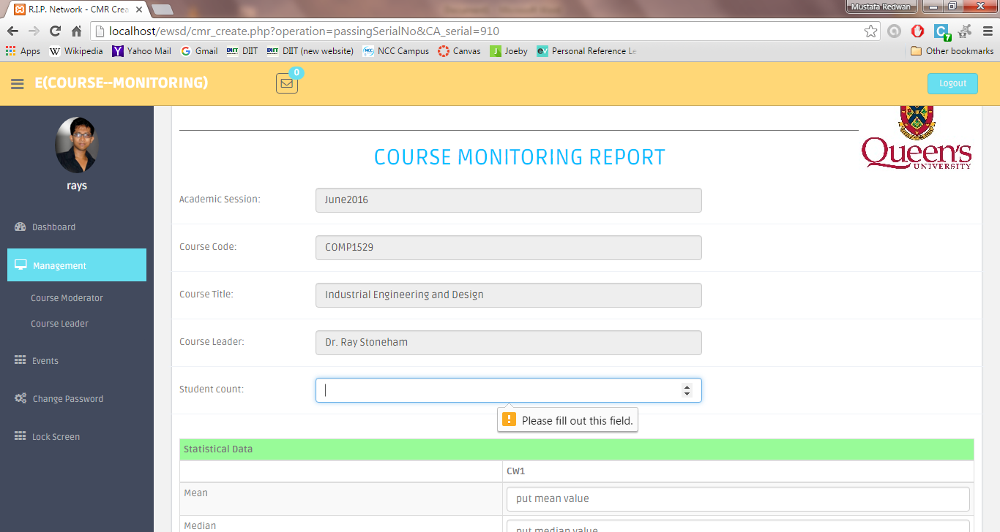 R.I.P. Network - CMR Crea
Mustafa Redwan
localhost/ewsd/cmr_create.php?operation=passingSerialNo&CA_serial=910
7
Apps Wikipedia Yahoo Mail Gmail DIIT DIIT (new website) NCC Campus Canvas Joeby Personal Reference Le Other bookmarks
E(COURSE--MONITORING)
0
Logout
rays
Dashboard
Management
Course Moderator
Course Leader
Events
Change Password
Lock Screen
Queen's
UNIVERSITY
COURSE MONITORING REPORT
Academic Session: June2016
Course Code: COMP1529
Course Title: Industrial Engineering and Design
Course Leader: Dr. Ray Stoneham
Student count:
Please fill out this field.
Statistical Data
CW1
Mean put mean value
Median put median value